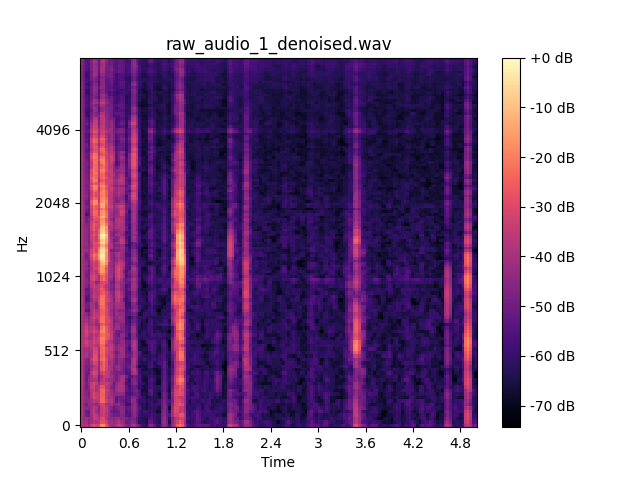 raw_audio_1_denoised.wav
Hz
4096
2048
1024
512
0
0 0.6 1.2 1.8 2.4 3 3.6 4.2 4.8
Time
+0 dB
-10 dB
-20 dB
-30 dB
-40 dB
-50 dB
-60 dB
-70 dB